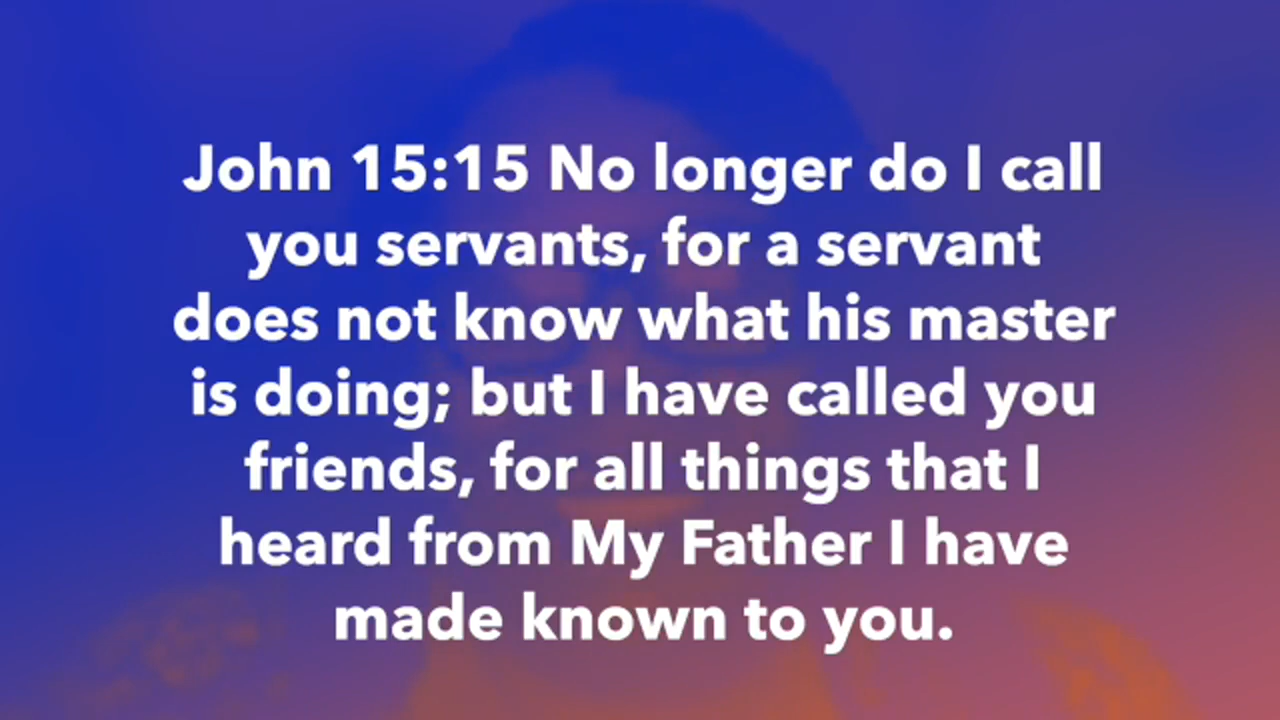 John 15:15 No longer do I call
you servants, for a servant
does not know what his master
is doing; but I have called you
friends, for all things that I
heard from My Father I have
made known to you.